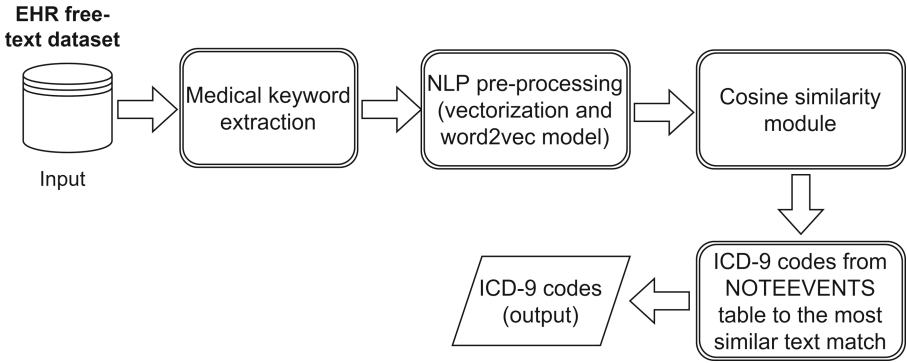 EHR free-
text dataset
Input
Medical keyword
extraction
NLP pre-processing
(vectorization and
word2vec model)
Cosine similarity
module
ICD-9 codes from
NOTEEVENTS
table to the most
similar text match
ICD-9 codes
(output)